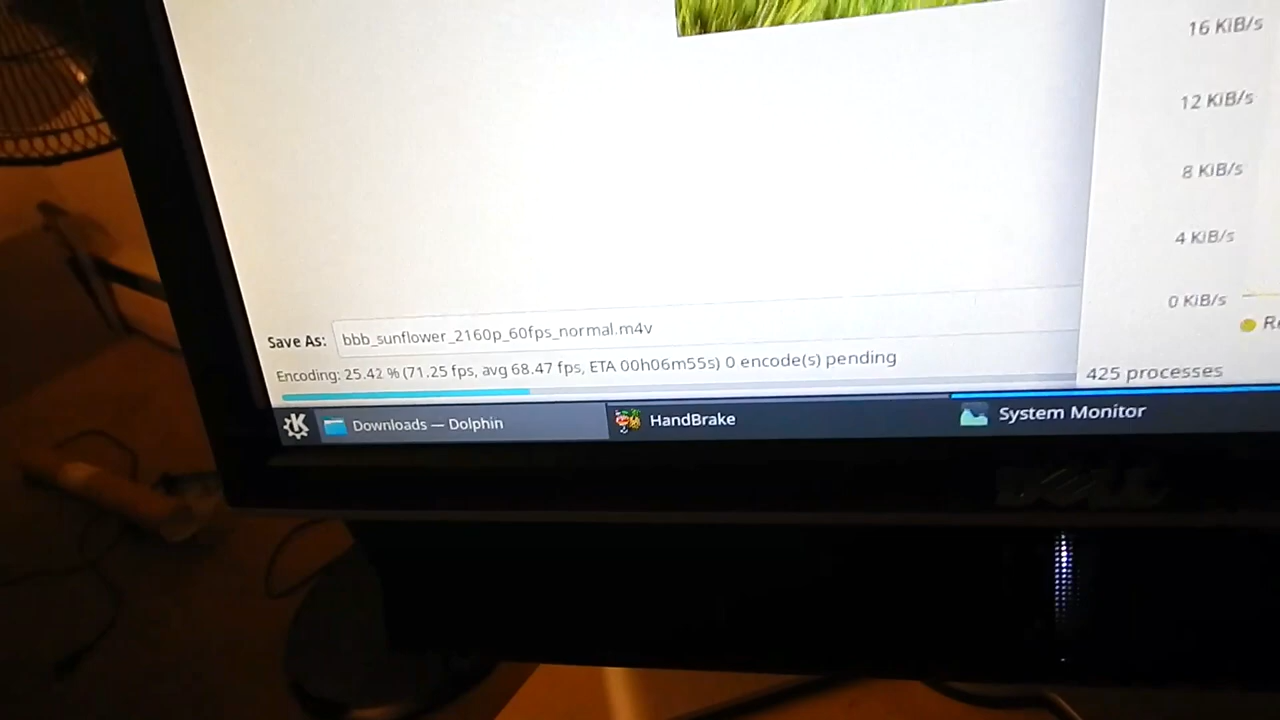 16 KiB/s
12 KiB/s
8 KiB/s
4 KiB/s
0 KiB/s
Save As: bbb_sunflower_2160p_60fps_normal.m4v
Encoding: 25.42 % (71.25 fps, avg 68.47 fps, ETA 00h06m55s) 0 encode(s) pending
425 processes
Downloads — Dolphin
HandBrake
System Monitor
DELL